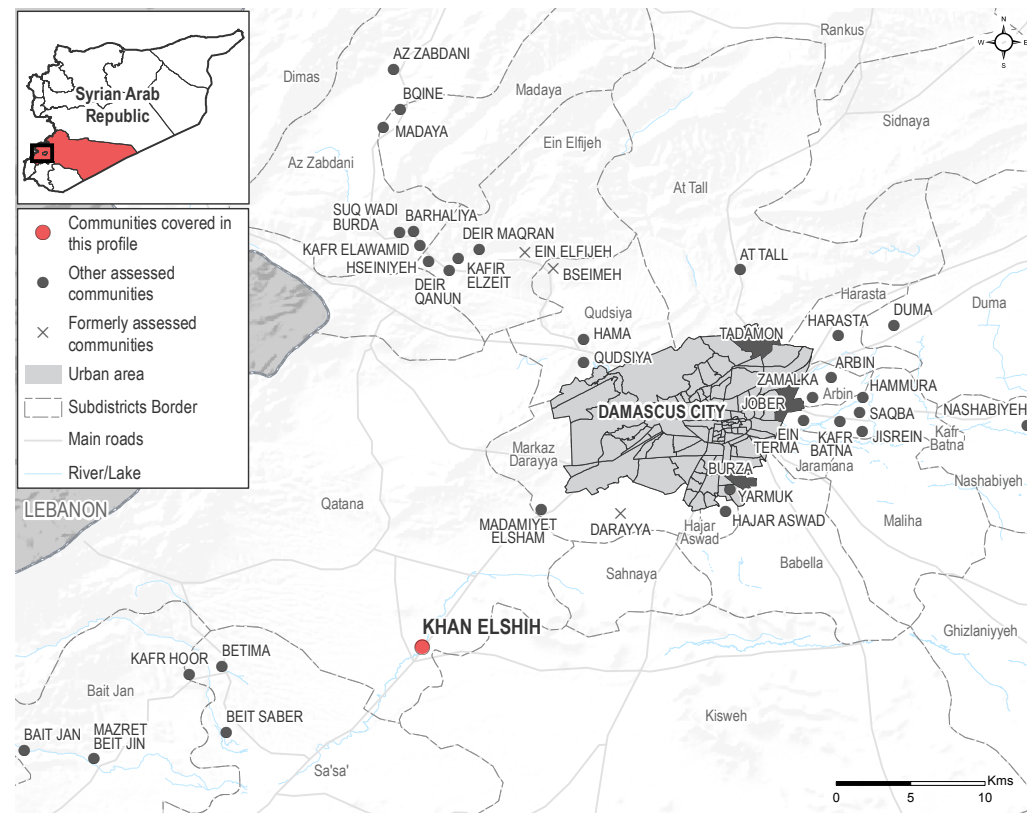 Syrian Arab
Republic
Communities covered in
this profile
Other assessed
communities
Formerly assessed
communities
Urban area
Subdistricts Border
Main roads
River/Lake
LEBANON
N
W
E
S
Rankus
Dimas
AZ ZABDANI
Madaya
BQINE
MADAYA
Sidnaya
Ein Elfijeh
Az Zabdani
At Tall
SUQ WADI
BURDA
BARHALIYA
DEIR MAQRAN
KAFR ELAWAMID
EIN ELFIJEH
HSEINIYEH
KAFIR
ELZEIT
BSEIMEH
DEIR
QANUN
AT TALL
Harasta
Duma
Qudsiya
DUMA
HARASTA
HAMA
TADAMON
QUDSIYA
ARBIN
ZAMALKA
Arbin
HAMMURA
JOBER
DAMASCUS CITY
SAQBA
NASHABIYEH
EIN
TERMA
KAFR
BATNA
JISREIN
Kafr
Batna
Markaz
Darayya
Jaramana
BURZA
YARMUK
Nashabiyeh
Qatana
MADAMIYET
ELSHAM
DARAYYA
Hajar
Aswad
HAJAR ASWAD
Maliha
Sahnaya
Babella
KHAN ELSHIH
Ghizlaniyyeh
KAFR HOOR
BETIMA
Bait Jan
BAIT JAN
MAZRET
BEIT JIN
BEIT SABER
Kisweh
Sa'sa'
Kms
0
5
10